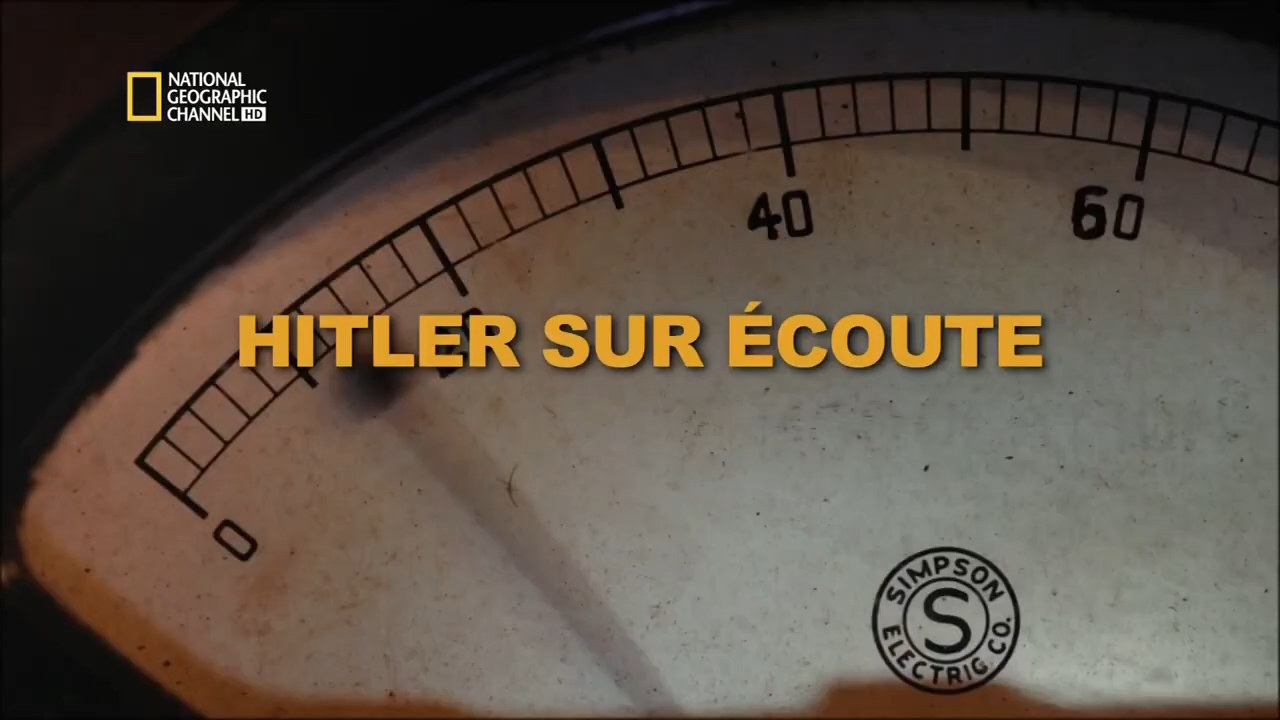 NATIONAL
GEOGRAPHIC
CHANNEL HD
40
60
HITLER SUR ÉCOUTE
0
SIMPSON
S
ELECTRIC CO.